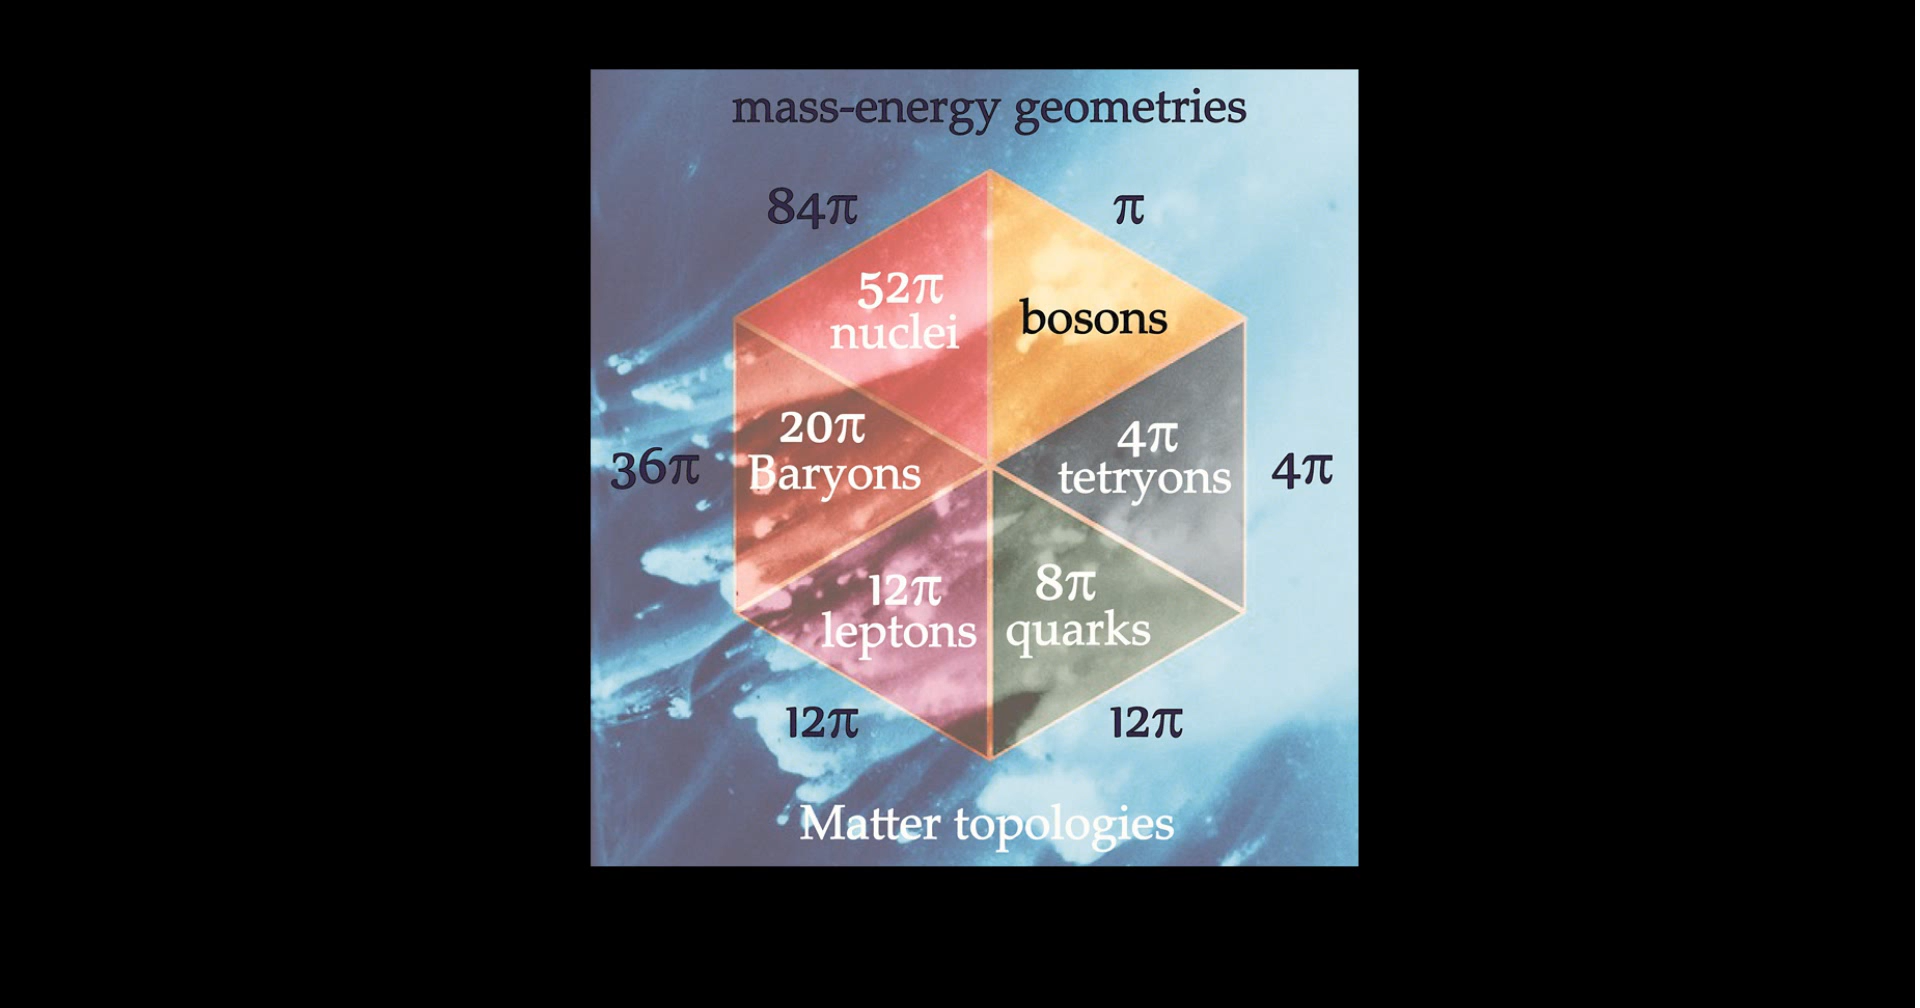 mass-energy geometries
84π
π
52π
nuclei
bosons
20π
Baryons
4π
tetryons
36π
4π
12π
leptons
8π
quarks
12π
12π
Matter topologies